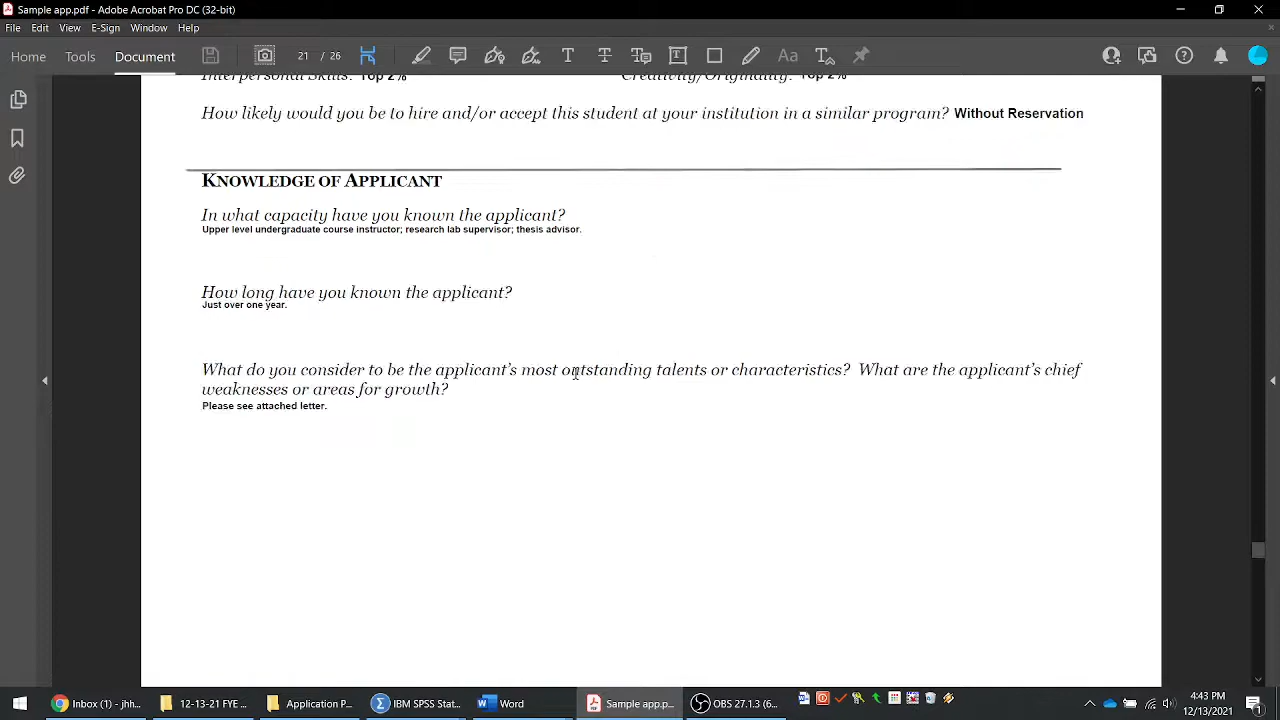 Sample app.pdf - Adobe Acrobat Pro DC (32-bit)
File Edit View E-Sign Window Help
Home Tools Document 21 / 26
Interpersonal Skills: Top 2% Creativity/Originality: Top 2%
How likely would you be to hire and/or accept this student at your institution in a similar program? Without Reservation
KNOWLEDGE OF APPLICANT
In what capacity have you known the applicant?
Upper level undergraduate course instructor; research lab supervisor; thesis advisor.
How long have you known the applicant?
Just over one year.
What do you consider to be the applicant's most outstanding talents or characteristics? What are the applicant's chief
weaknesses or areas for growth?
Please see attached letter.
Inbox (1) - jhh... 12-13-21 FYE ... Application P... IBM SPSS Stat... Word Sample app.p... OBS 27.1.3 (6... 4:43 PM
12/13/2021